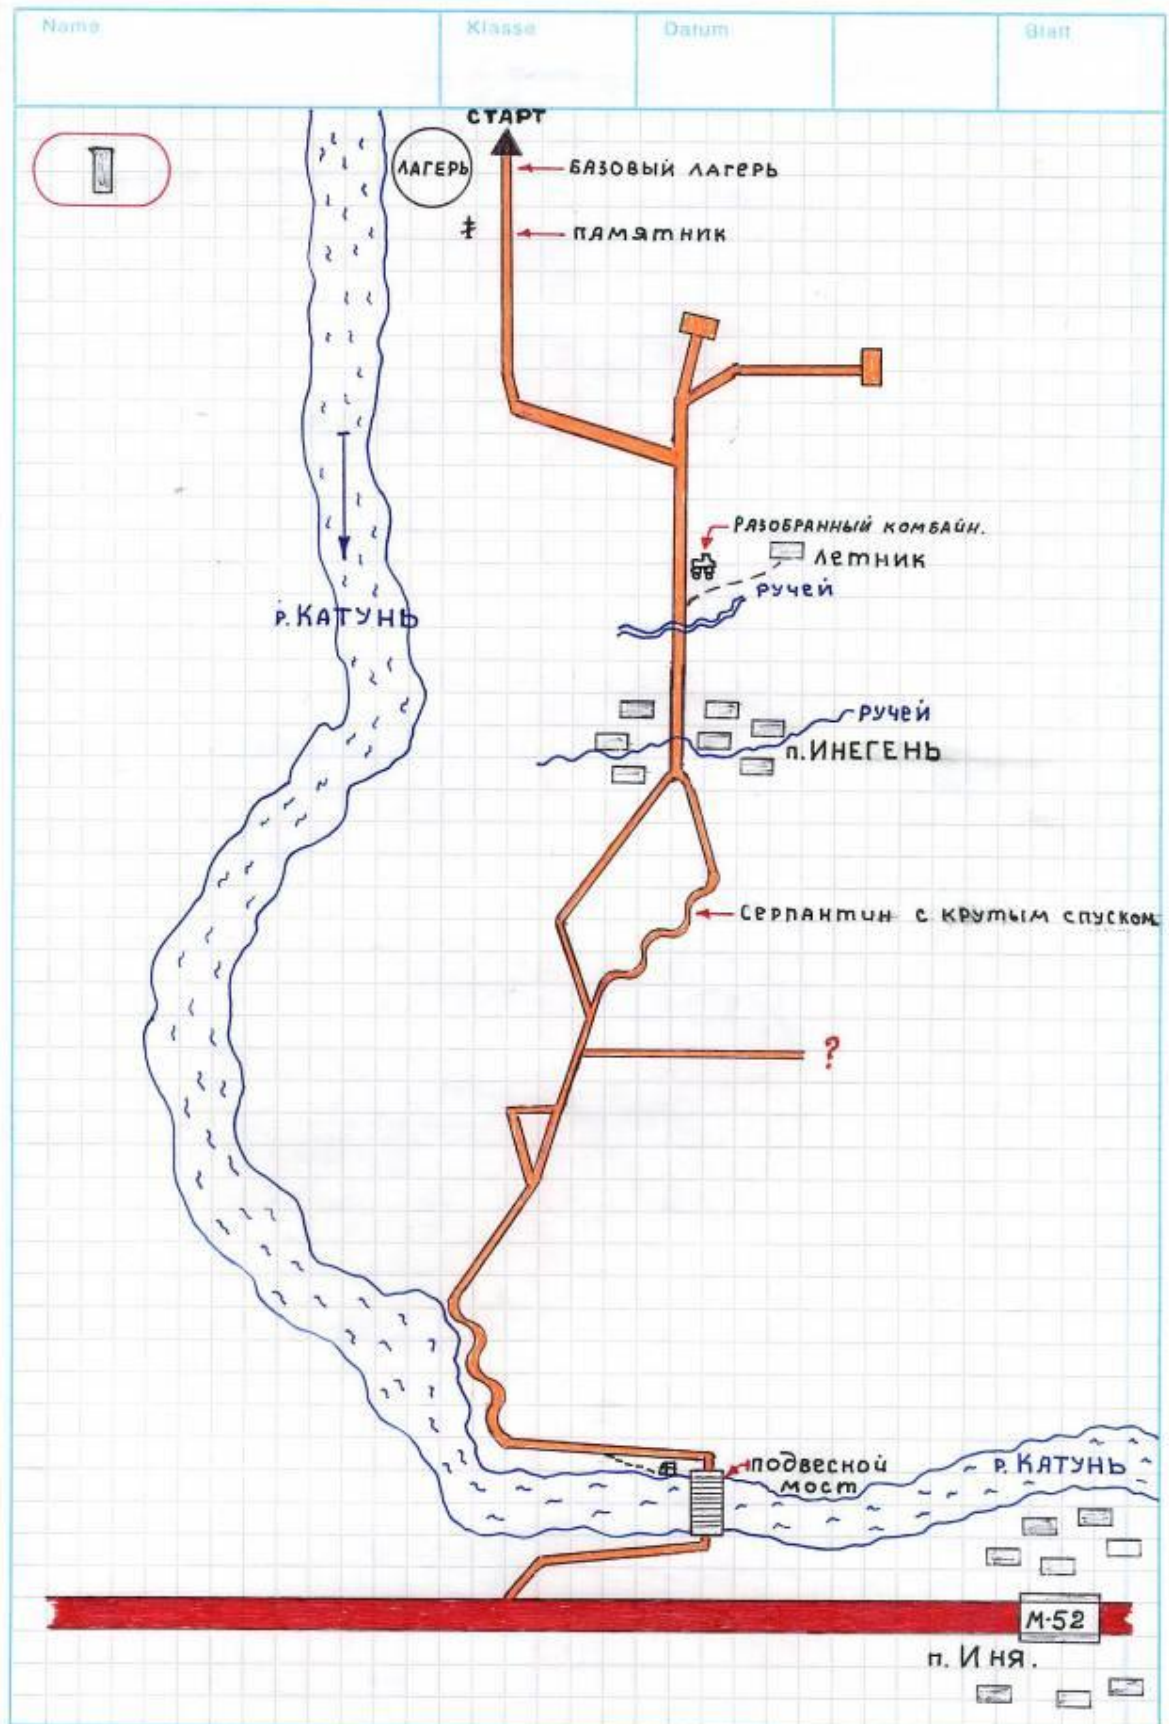 Name Klasse Datum Blatt
СТАРТ
ЛАГЕРЬ
БАЗОВЫЙ ЛАГЕРЬ
ПАМЯТНИК
РАЗОБРАННЫЙ КОМБАЙН.
ЛЕТНИК
РУЧЕЙ
р. КАТУНЬ
РУЧЕЙ
п. ИНЕГЕНЬ
СЕРПАНТИН С КРУТЫМ СПУСКОМ
?
ПОДВЕСНОЙ
МОСТ
р. КАТУНЬ
М-52
п. Иня.